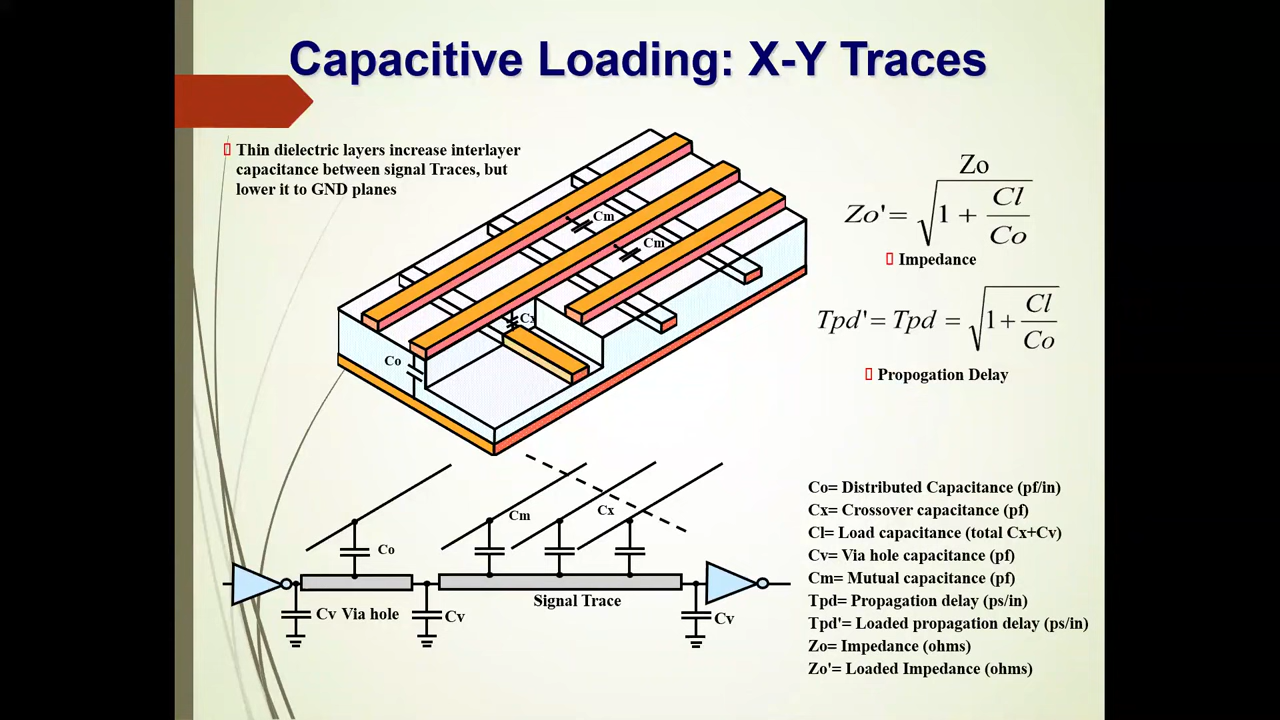 Capacitive Loading: X-Y Traces
Thin dielectric layers increase interlayer
capacitance between signal Traces, but
lower it to GND planes
Cm
Cm
Cx
Co
Zo
Zo'= √1 + Cl/Co
Impedance
Tpd'= Tpd = √1+ Cl/Co
Propogation Delay
Co
Cm
Cx
Cv Via hole
Cv
Signal Trace
Cv
Co= Distributed Capacitance (pf/in)
Cx= Crossover capacitance (pf)
Cl= Load capacitance (total Cx+Cv)
Cv= Via hole capacitance (pf)
Cm= Mutual capacitance (pf)
Tpd= Propagation delay (ps/in)
Tpd'= Loaded propagation delay (ps/in)
Zo= Impedance (ohms)
Zo'= Loaded Impedance (ohms)